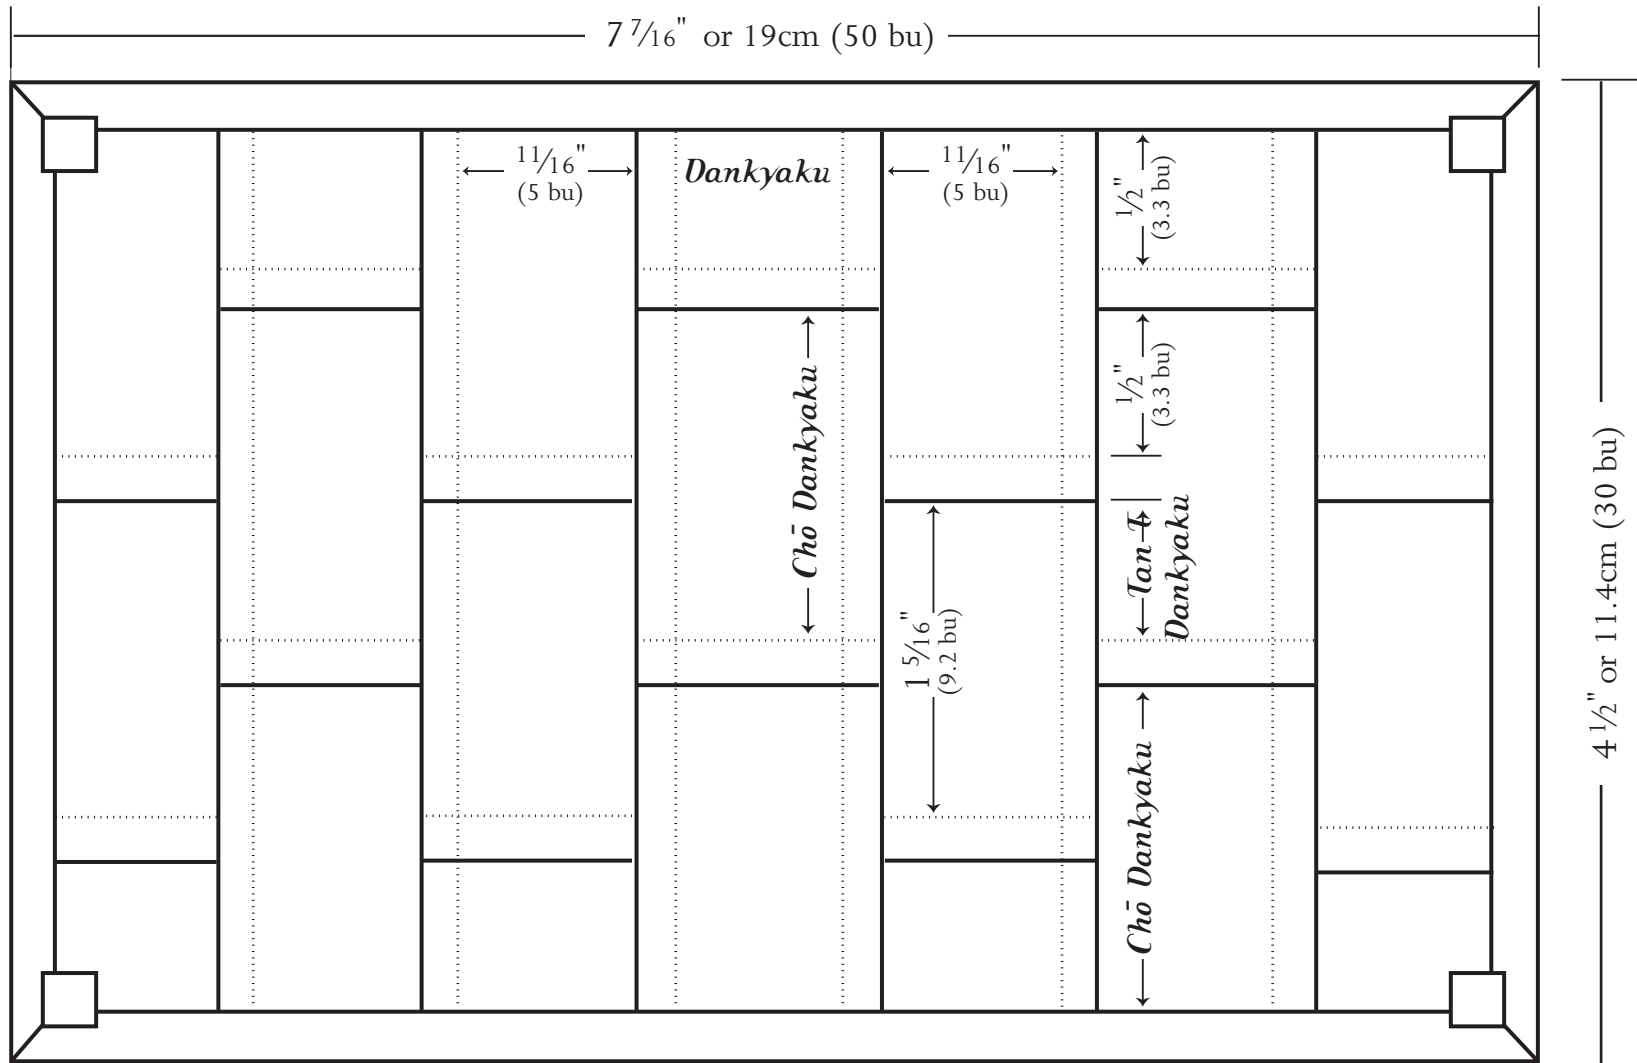 7 7/16" or 19cm (50 bu)
11/16"
(5 bu)
Dankyaku
11/16"
(5 bu)
1/2"
(3.3 bu)
1/2"
(3.3 bu)
Chō Dankyaku
Tan-E
Dankyaku
1 5/16"
(9.2 bu)
Chō Dankyaku
4 1/2" or 11.4cm (30 bu)